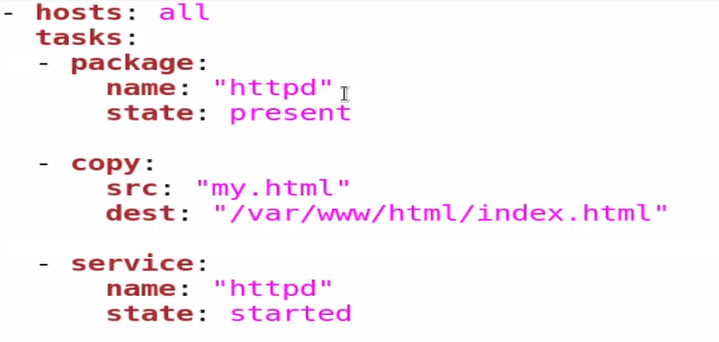 - hosts: all
  tasks:
  - package:
      name: "httpd"
      state: present

  - copy:
      src: "my.html"
      dest: "/var/www/html/index.html"

  - service:
      name: "httpd"
      state: started